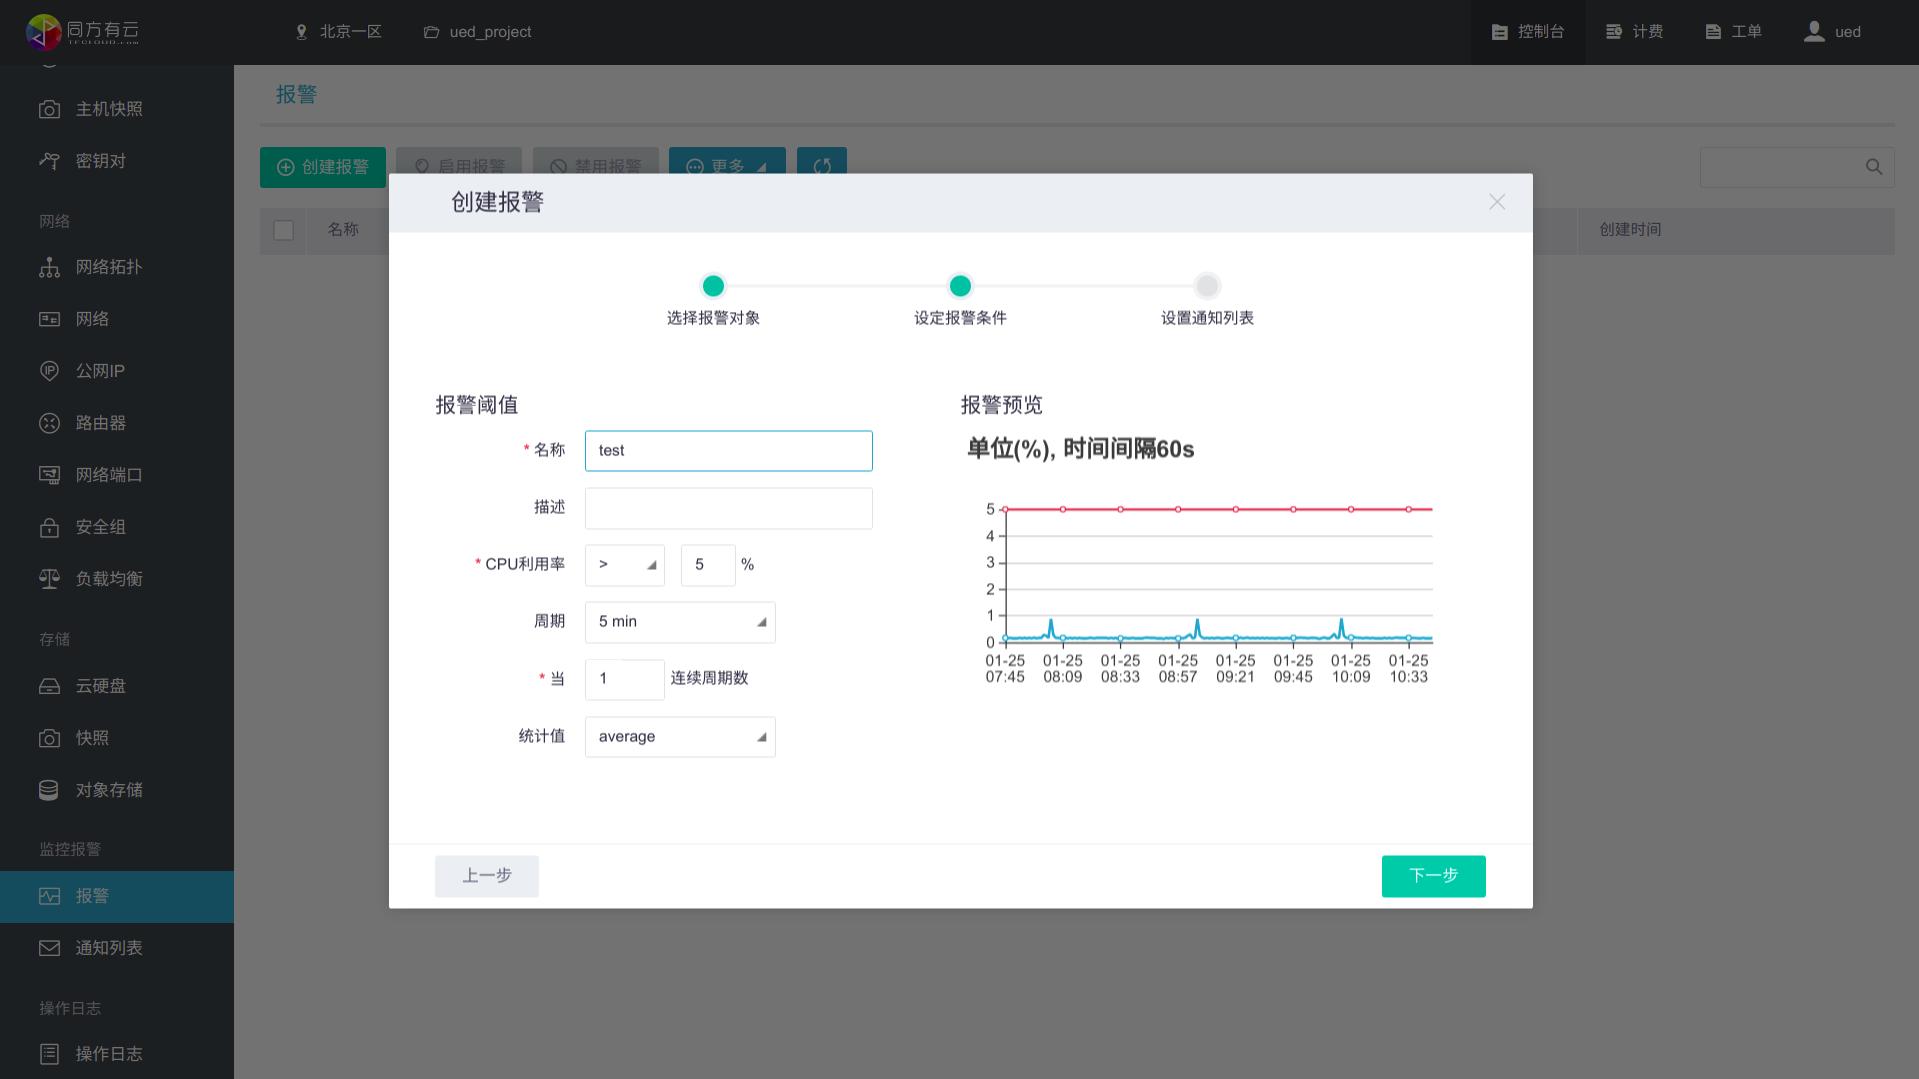 同方有云
TFCLOUD.com
北京一区
ued_project
控制台
计费
工单
ued
主机快照
密钥对
网络
网络拓扑
网络
公网IP
路由器
网络端口
安全组
负载均衡
存储
云硬盘
快照
对象存储
监控报警
报警
通知列表
操作日志
操作日志
报警
创建报警
启用报警
禁用报警
更多
名称
创建时间
创建报警
选择报警对象
设定报警条件
设置通知列表
报警阈值
* 名称 test
描述
* CPU利用率 > 5 %
周期 5 min
* 当 1 连续周期数
统计值 average
报警预览
单位(%), 时间间隔60s
5
4
3
2
1
0
01-25 01-25 01-25 01-25 01-25 01-25 01-25 01-25
07:45 08:09 08:33 08:57 09:21 09:45 10:09 10:33
上一步
下一步